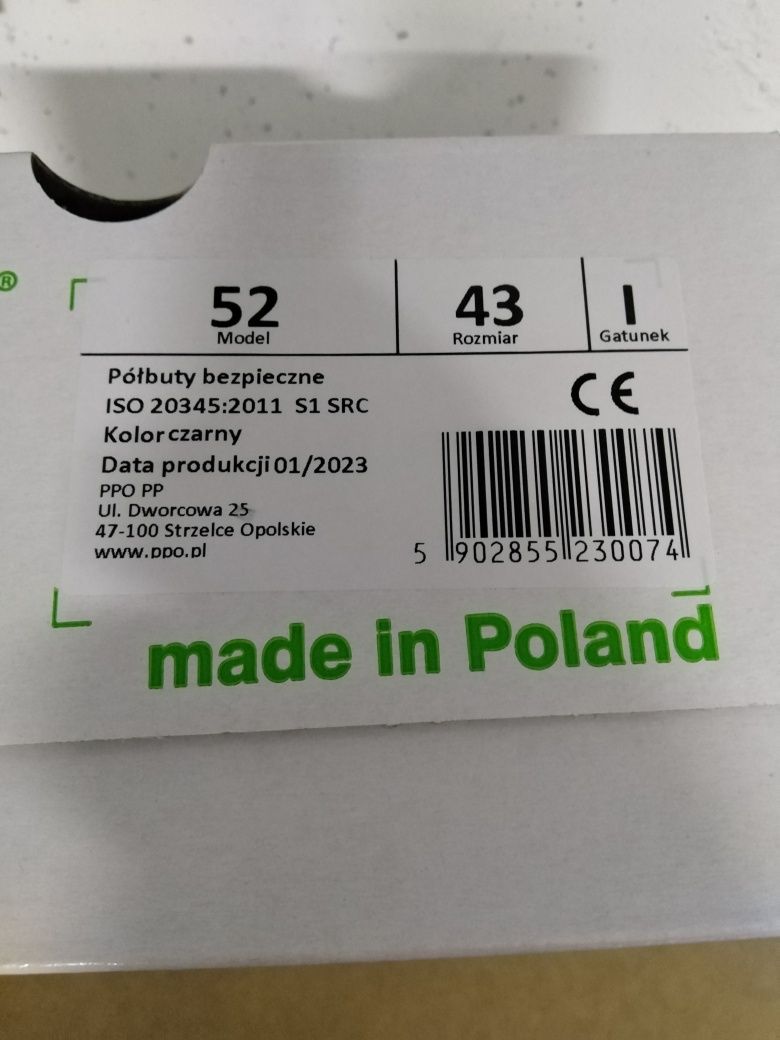 ®
52 43 I
Model Rozmiar Gatunek
Półbuty bezpieczne
ISO 20345:2011 S1 SRC
CE
Kolor czarny
Data produkcji 01/2023
PPO PP
Ul. Dworcowa 25
47-100 Strzelce Opolskie
www.ppo.pl
5 902855 230074
made in Poland